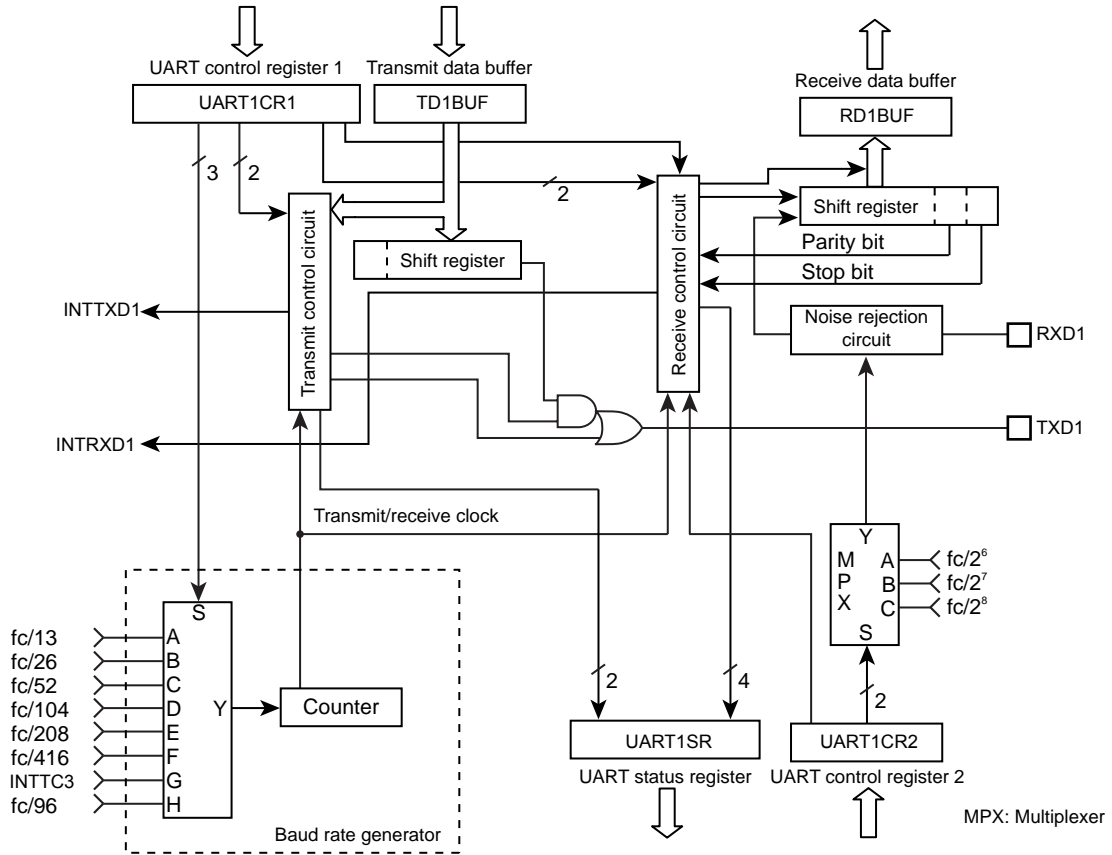 UART control register 1
Transmit data buffer
Receive data buffer
UART1CR1
TD1BUF
RD1BUF
3
2
2
Transmit control circuit
Shift register
Receive control circuit
Shift register
Parity bit
Stop bit
INTTXD1
Noise rejection
circuit
RXD1
INTRXD1
TXD1
Transmit/receive clock
Y
M
P
X
A
B
C
S
fc/2⁶
fc/2⁷
fc/2⁸
S
fc/13
A
fc/26
B
fc/52
C
fc/104
D
Y
Counter
fc/208
E
fc/416
F
INTTC3
G
fc/96
H
Baud rate generator
2
4
2
UART1SR
UART1CR2
UART status register
UART control register 2
MPX: Multiplexer